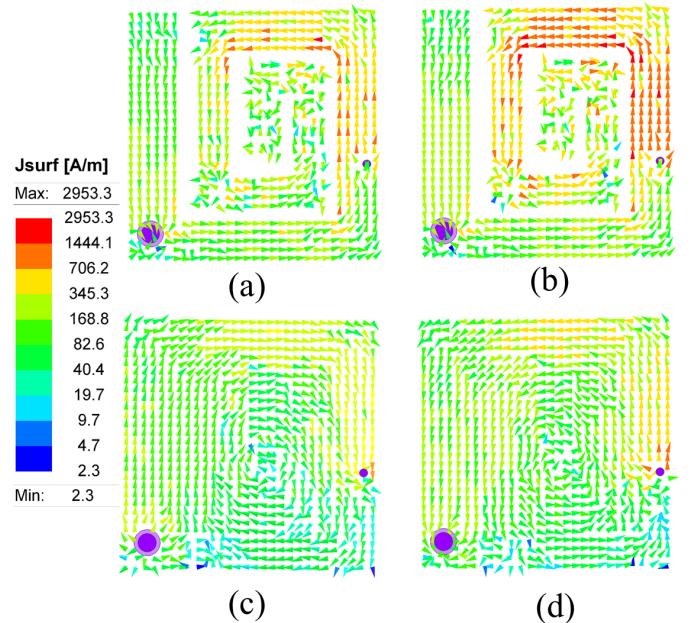 (a)
(b)
Jsurf [A/m]
Max: 2953.3
2953.3
1444.1
706.2
345.3
168.8
82.6
40.4
19.7
9.7
4.7
2.3
Min: 2.3
(c)
(d)